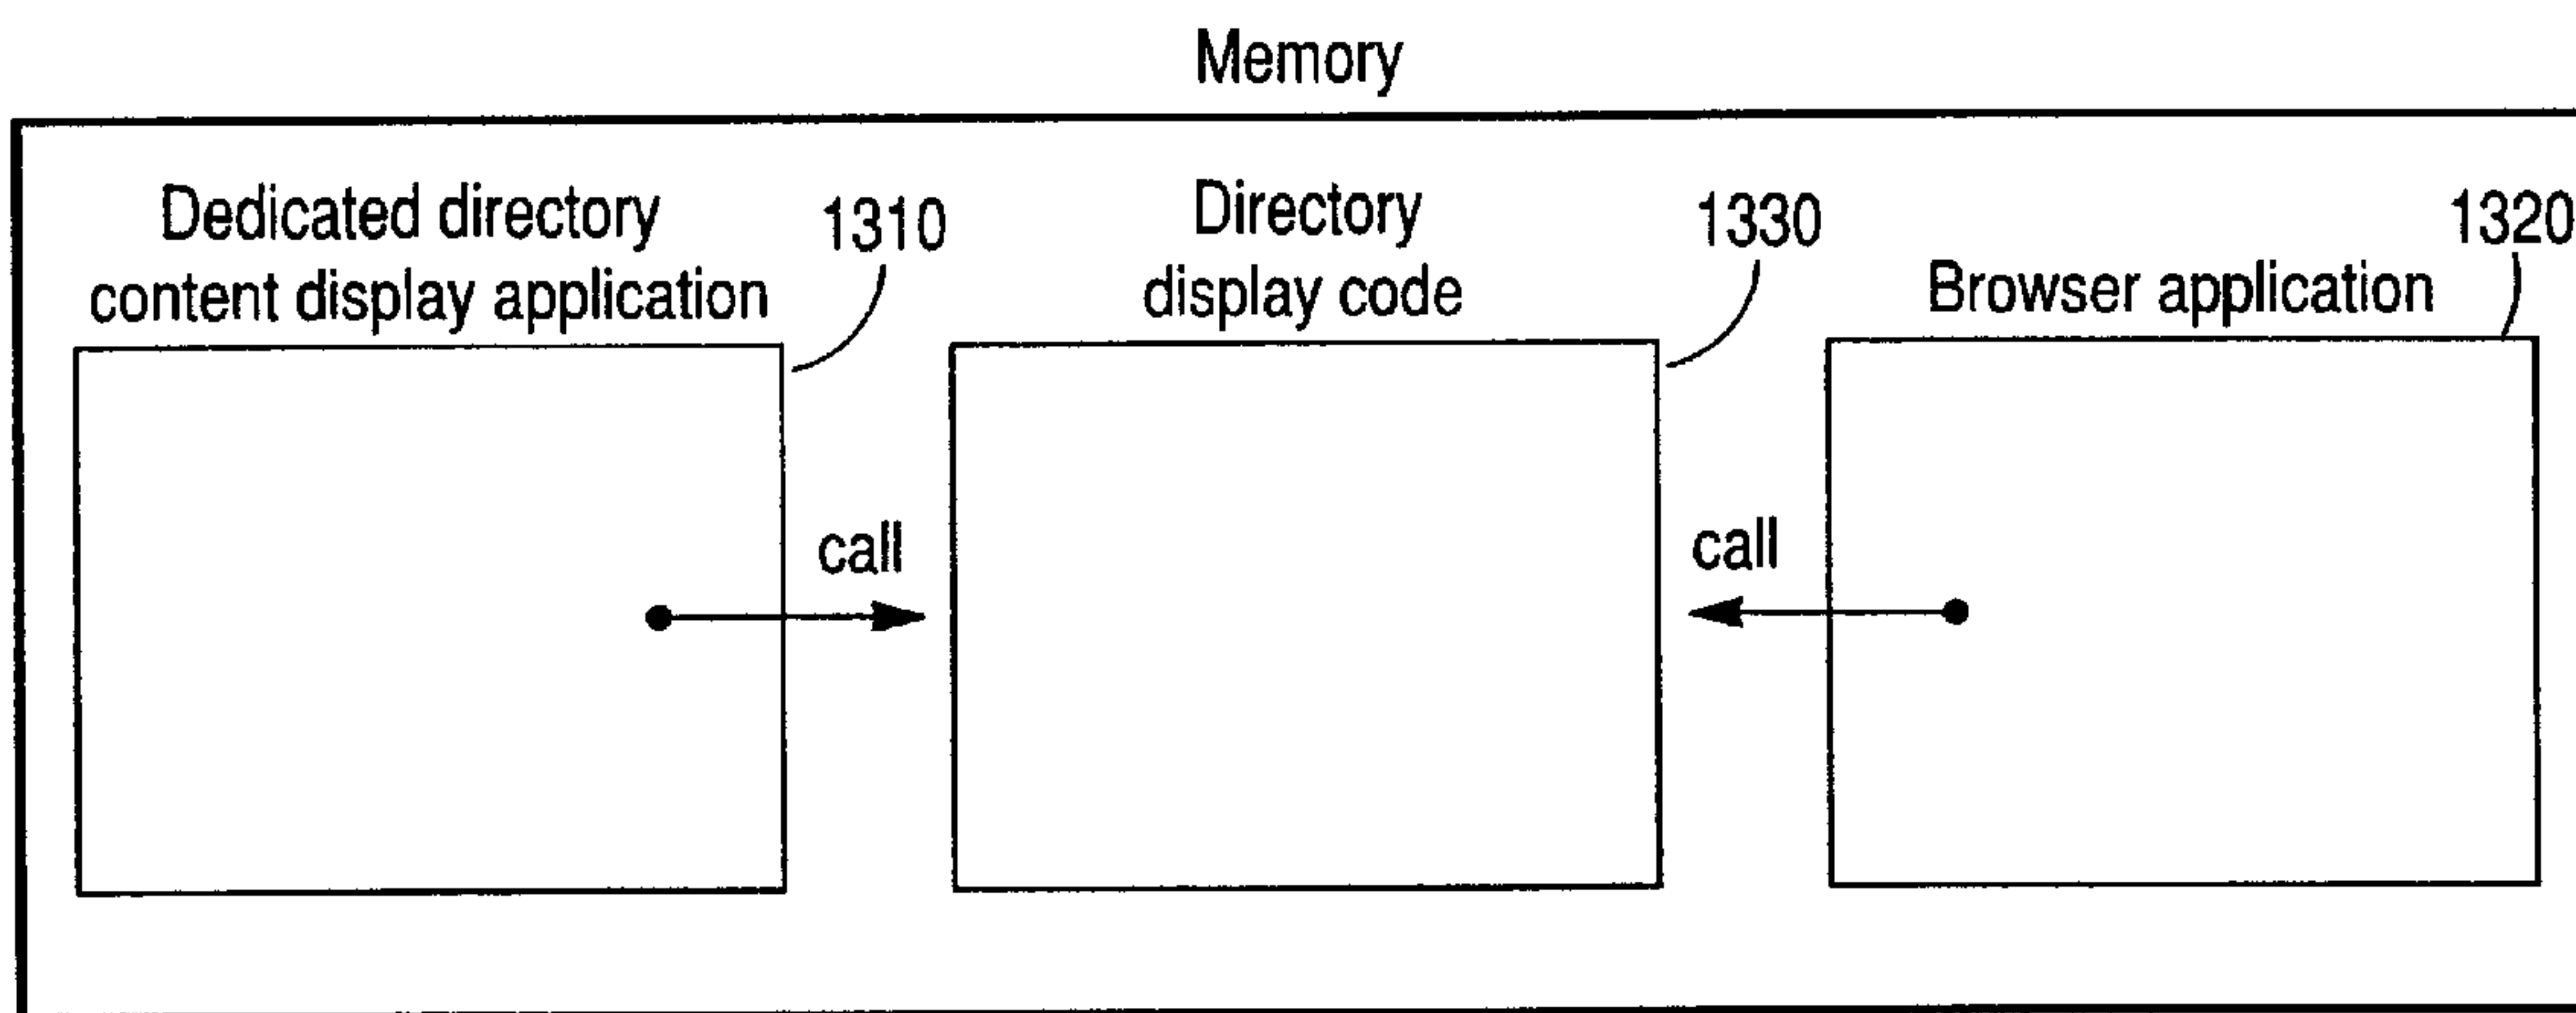 Memory
Dedicated directory
content display application
1310
Directory
display code
1330
Browser application
1320
call
call